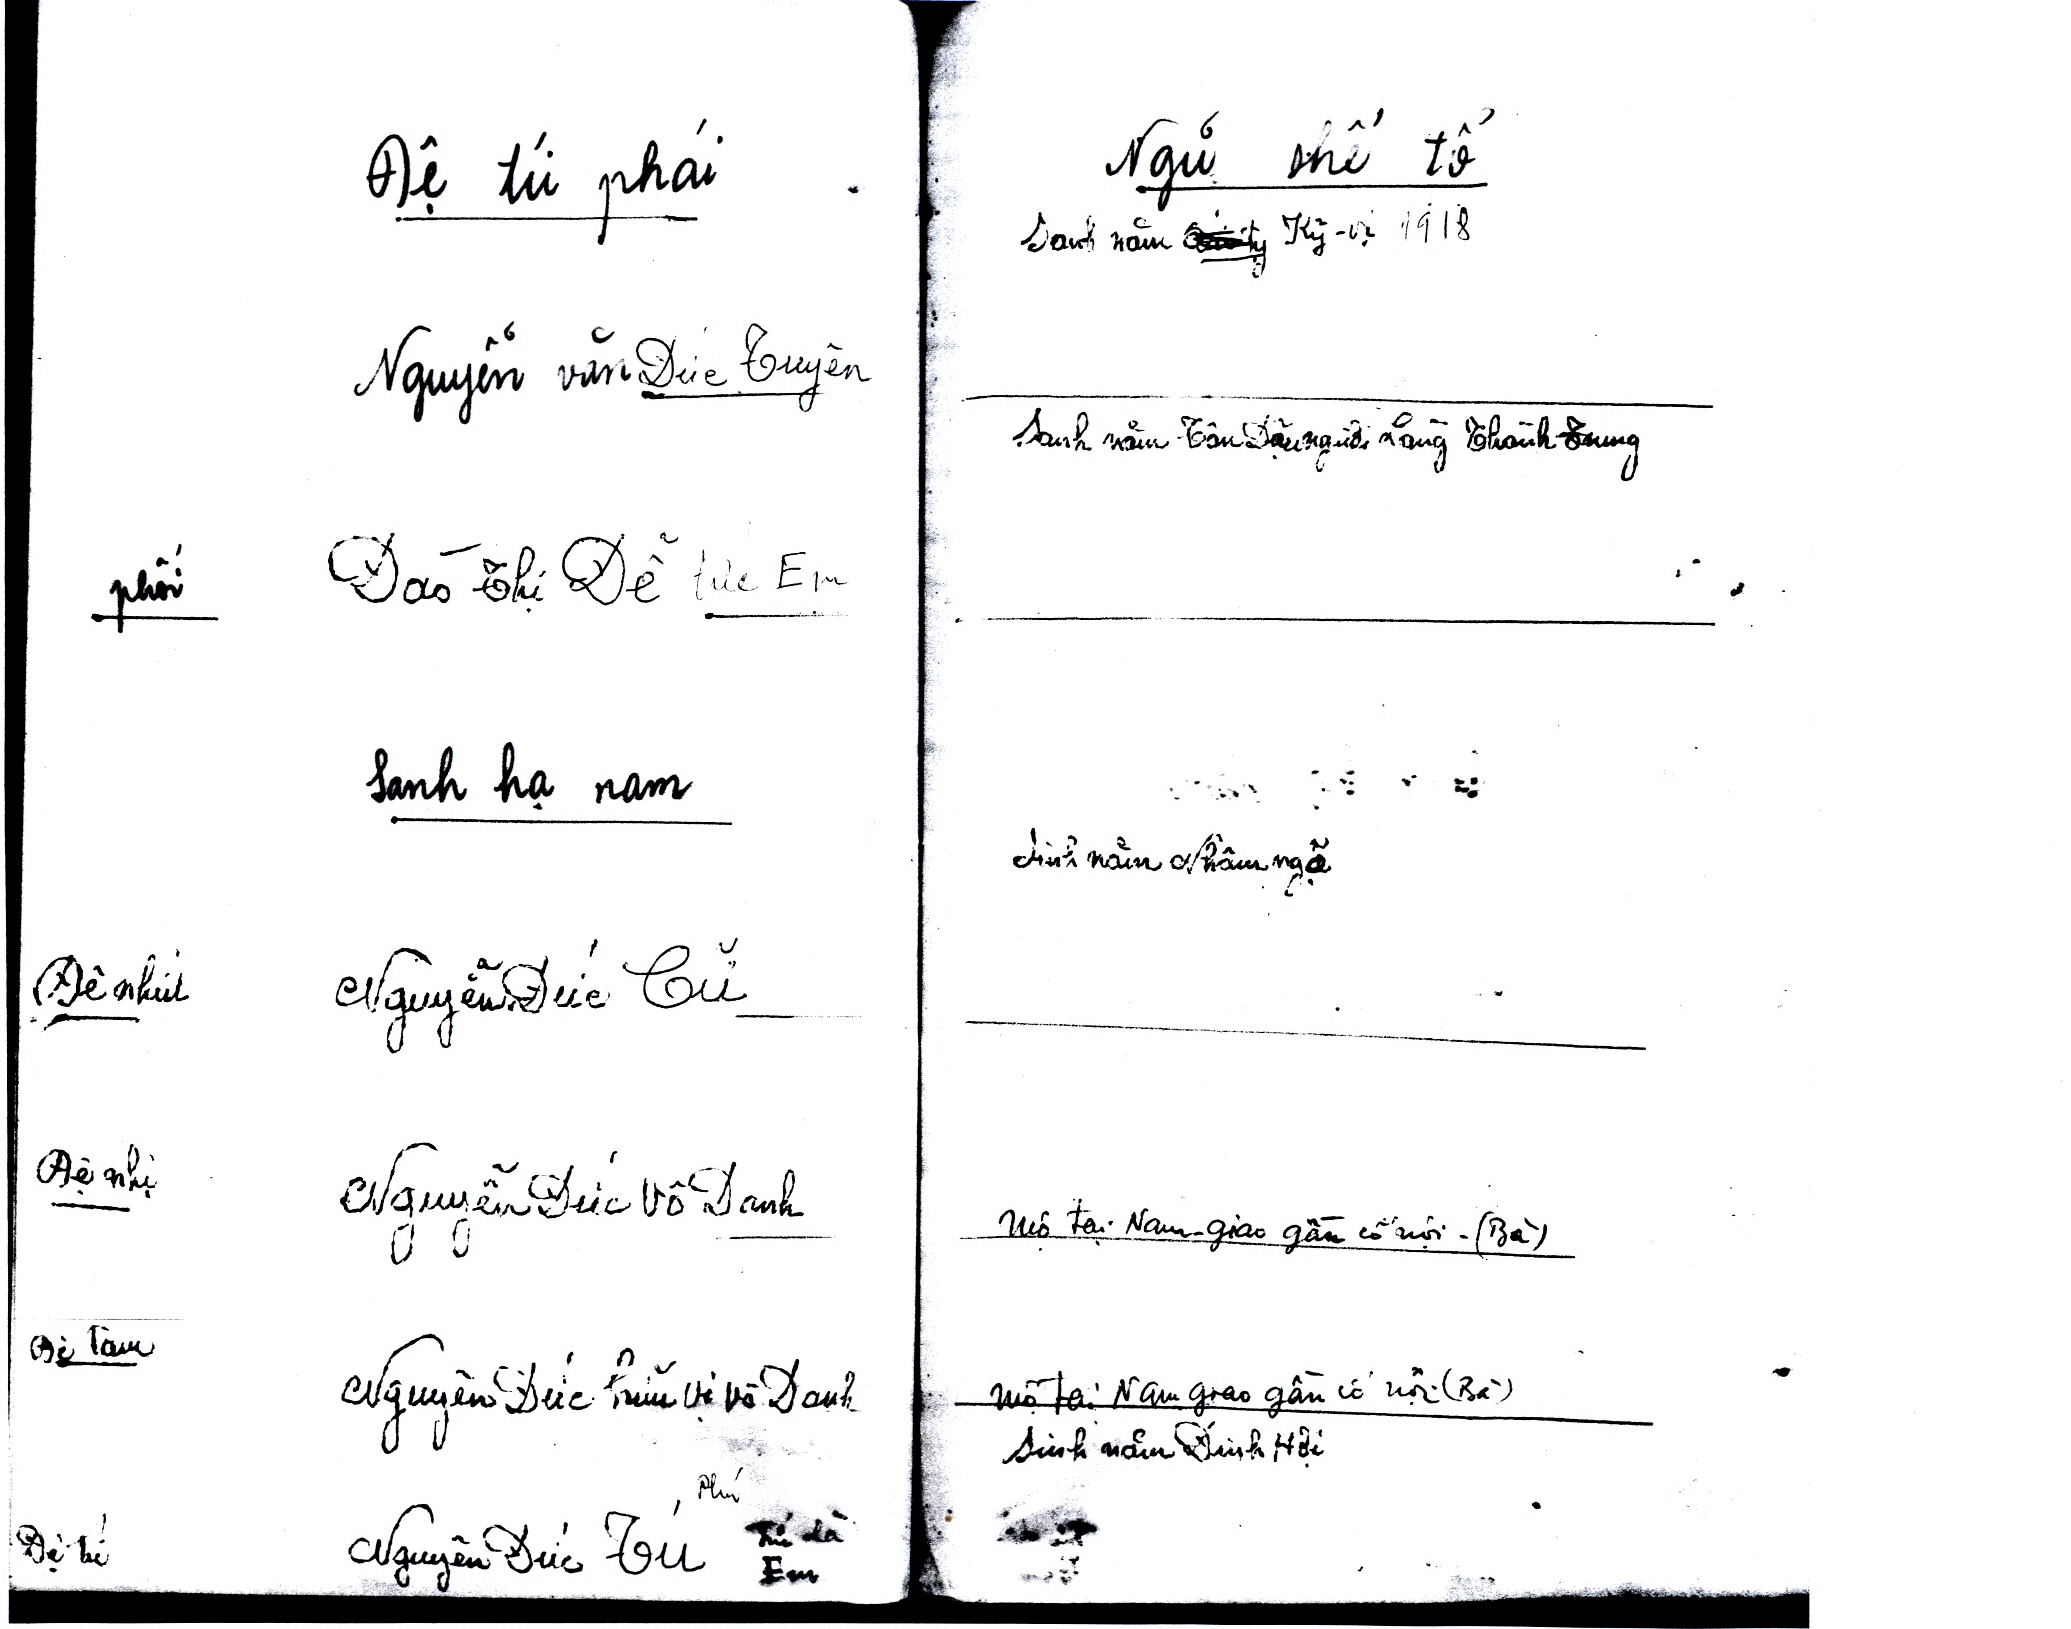 Đệ tứ phái
Nguyễn văn Đức Tuyên
phối Đào Thị Dễ tức Em
Sanh hạ nam
Đệ nhứt Nguyễn Đức Cũ
Đệ nhị Nguyễn Đức Vô Danh
Đệ tam Nguyễn Đức hữu vị vô Danh
Phú
Đệ tứ Nguyễn Đức Tú Tú là
Em
Ngũ thế tổ
Sanh năm Kỹ-vị 1918
Sanh năm Tân Dậu người Làng Thành Trung
Sinh năm Nhâm ngọ
Mộ tại Nam-giao gần cố nội - (Bà)
Mộ tại Nam giao gần cố nội (Bà)
Sinh năm Đinh Hợi